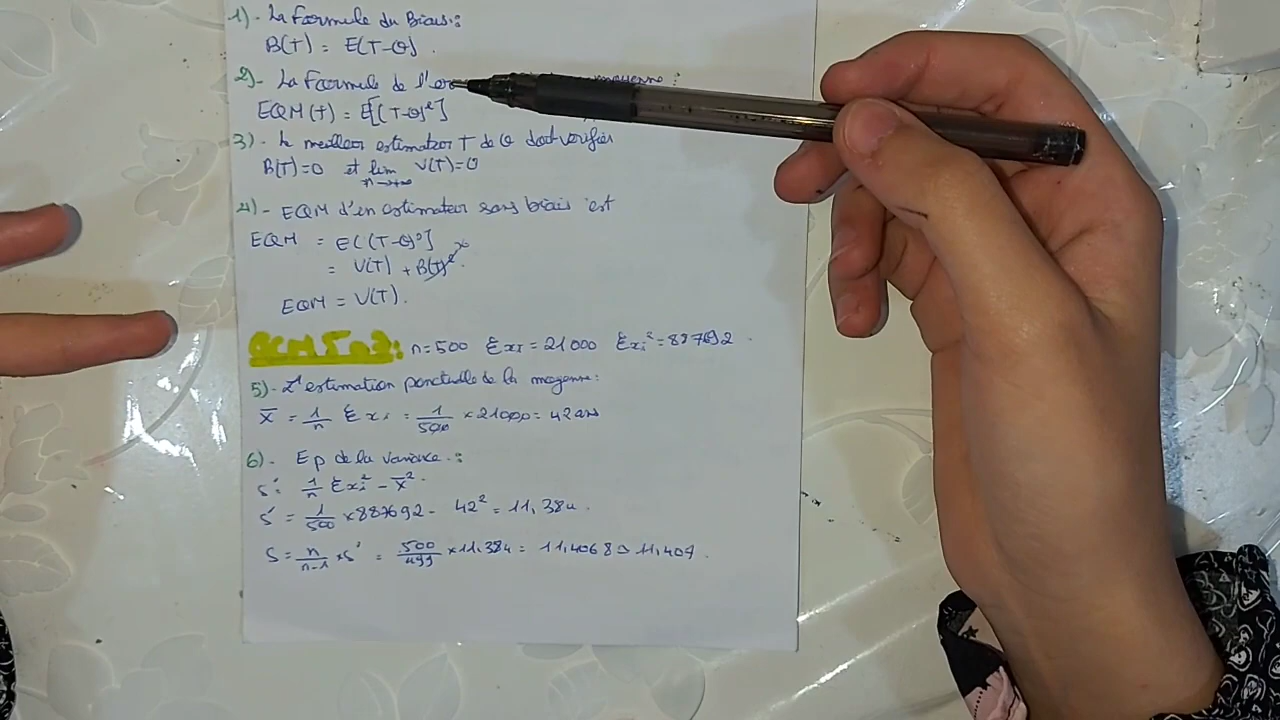 1)- La Formule du Biais:
B(T) = E(T-θ).
2)- La Formule de l'er moyenne:
EQM(T) = E[(T-θ)²]
3)- le meilleur estimateur T de θ doit vérifier
B(T)=0 et lim V(T)=0
n→+∞
4)- EQM d'un estimateur sans biais est
EQM = E[(T-θ)²]
= V(T) + B(T)².
EQM = V(T).
n=500 Σxi=21000 Σxi²=887692.
5)- L'estimation ponctuelle de la moyenne:
X̄ = 1/n Σxi = 1/500 ×21000 = 42 ans
6)- Ep de la variance.:
s'= 1/n Σxi² - X̄².
s' = 1/500 ×887692 - 42² = 11,384.
S = n/n-1 ×s' = 500/499 ×11,384 = 11,4068 ≃ 11,407.